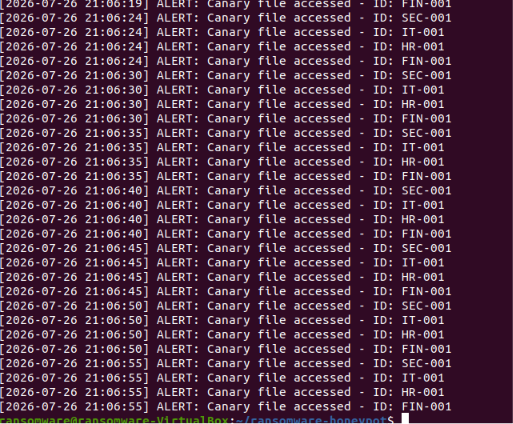 [2026-07-26 21:06:19] ALERT: Canary file accessed - ID: FIN-001
[2026-07-26 21:06:24] ALERT: Canary file accessed - ID: SEC-001
[2026-07-26 21:06:24] ALERT: Canary file accessed - ID: IT-001
[2026-07-26 21:06:24] ALERT: Canary file accessed - ID: HR-001
[2026-07-26 21:06:24] ALERT: Canary file accessed - ID: FIN-001
[2026-07-26 21:06:30] ALERT: Canary file accessed - ID: SEC-001
[2026-07-26 21:06:30] ALERT: Canary file accessed - ID: IT-001
[2026-07-26 21:06:30] ALERT: Canary file accessed - ID: HR-001
[2026-07-26 21:06:30] ALERT: Canary file accessed - ID: FIN-001
[2026-07-26 21:06:35] ALERT: Canary file accessed - ID: SEC-001
[2026-07-26 21:06:35] ALERT: Canary file accessed - ID: IT-001
[2026-07-26 21:06:35] ALERT: Canary file accessed - ID: HR-001
[2026-07-26 21:06:35] ALERT: Canary file accessed - ID: FIN-001
[2026-07-26 21:06:40] ALERT: Canary file accessed - ID: SEC-001
[2026-07-26 21:06:40] ALERT: Canary file accessed - ID: IT-001
[2026-07-26 21:06:40] ALERT: Canary file accessed - ID: HR-001
[2026-07-26 21:06:40] ALERT: Canary file accessed - ID: FIN-001
[2026-07-26 21:06:45] ALERT: Canary file accessed - ID: SEC-001
[2026-07-26 21:06:45] ALERT: Canary file accessed - ID: IT-001
[2026-07-26 21:06:45] ALERT: Canary file accessed - ID: HR-001
[2026-07-26 21:06:45] ALERT: Canary file accessed - ID: FIN-001
[2026-07-26 21:06:50] ALERT: Canary file accessed - ID: SEC-001
[2026-07-26 21:06:50] ALERT: Canary file accessed - ID: IT-001
[2026-07-26 21:06:50] ALERT: Canary file accessed - ID: HR-001
[2026-07-26 21:06:50] ALERT: Canary file accessed - ID: FIN-001
[2026-07-26 21:06:55] ALERT: Canary file accessed - ID: SEC-001
[2026-07-26 21:06:55] ALERT: Canary file accessed - ID: IT-001
[2026-07-26 21:06:55] ALERT: Canary file accessed - ID: HR-001
[2026-07-26 21:06:55] ALERT: Canary file accessed - ID: FIN-001
ransomware@ransomware-VirtualBox:~/ransomware-honeypot$